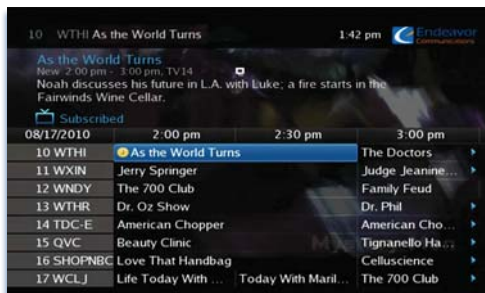 10 WTHI As the World Turns 1:42 pm Endeavor
Communications
As the World Turns
New 2:00 pm - 3:00 pm, TV14
Noah discusses his future in L.A. with Luke; a fire starts in the
Fairwinds Wine Cellar.
Subscribed
08/17/2010 2:00 pm 2:30 pm 3:00 pm
10 WTHI As the World Turns The Doctors
11 WXIN Jerry Springer Judge Jeanine...
12 WNDY The 700 Club Family Feud
13 WTHR Dr. Oz Show Dr. Phil
14 TDC-E American Chopper American Cho...
15 QVC Beauty Clinic Tignanello Ha...
16 SHOPNBC Love That Handbag Celluscience
17 WCLJ Life Today With ... Today With Maril... The 700 Club